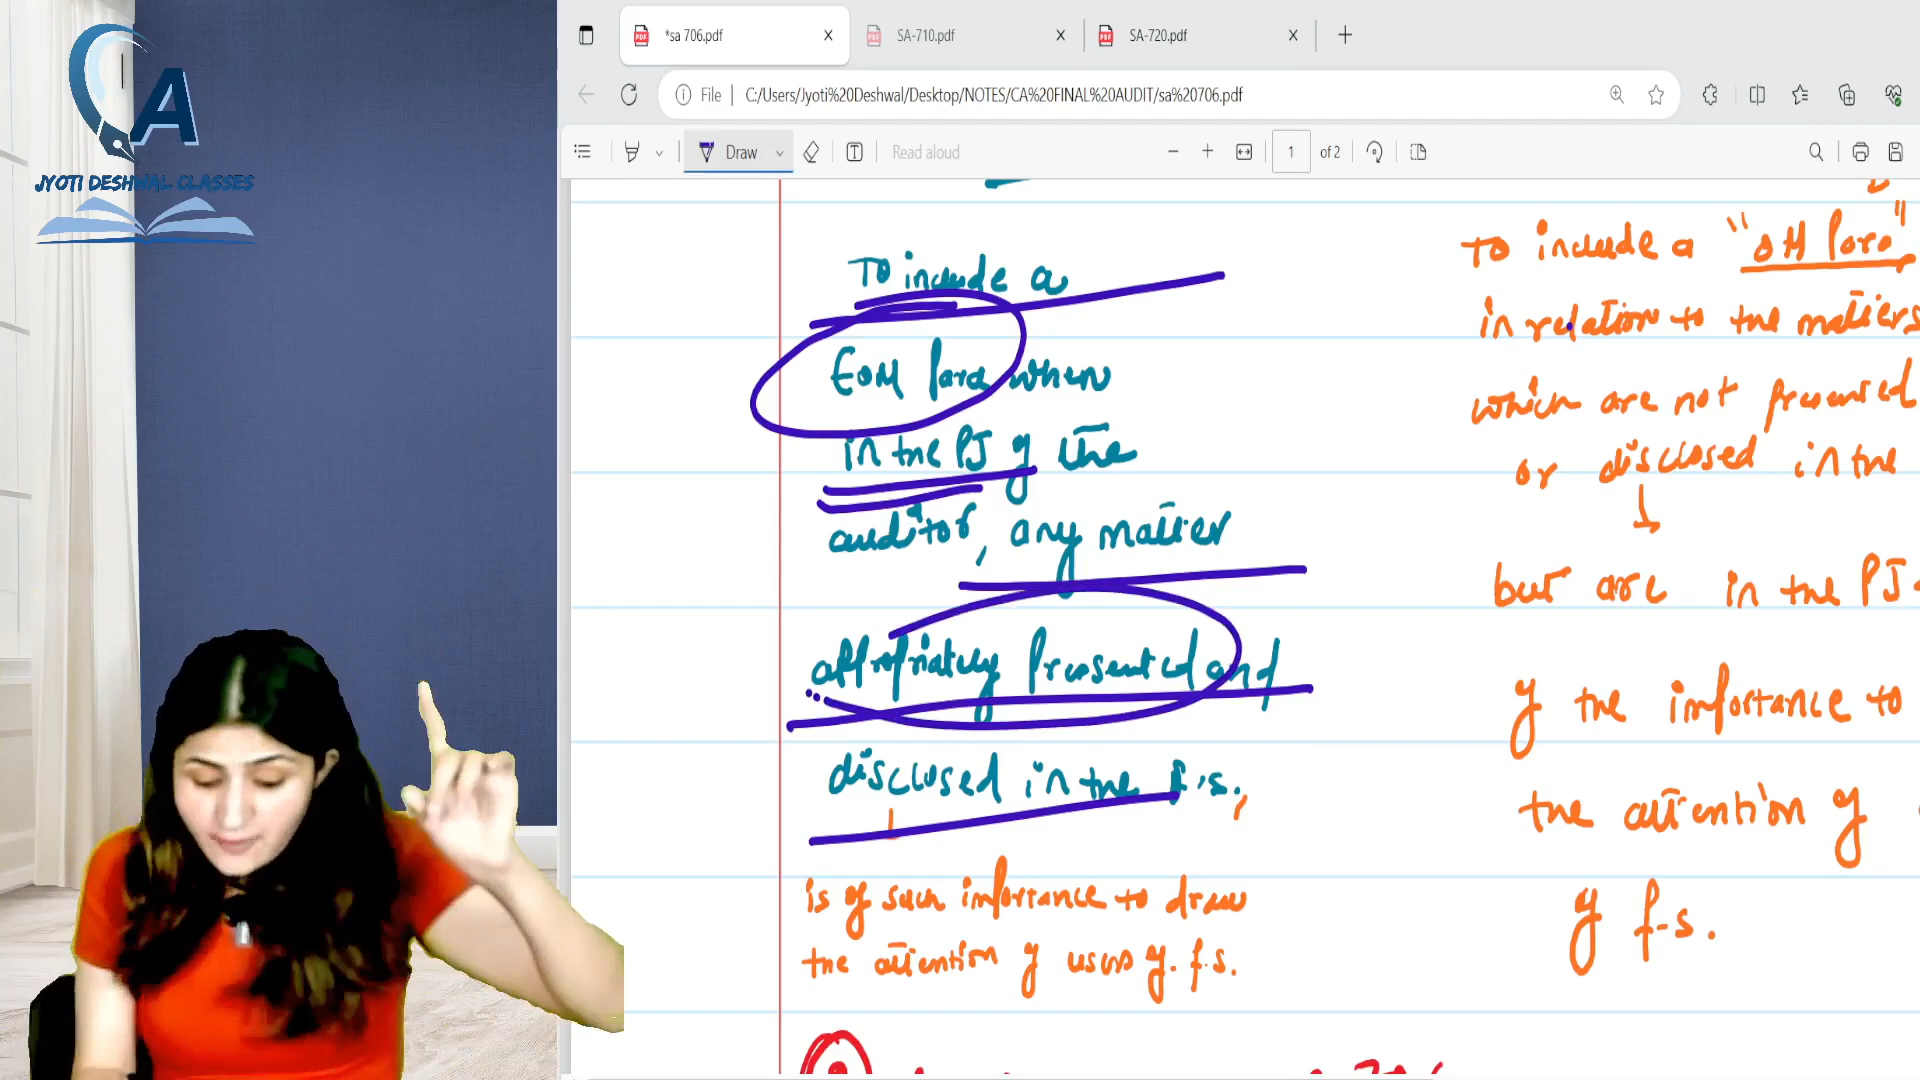 A
JYOTI DESHWAL CLASSES
*sa 706.pdf
SA-710.pdf
SA-720.pdf
File
C:/Users/Jyoti%20Deshwal/Desktop/NOTES/CA%20FINAL%20AUDIT/sa%20706.pdf
Draw
Read aloud
1
of 2
To include a
EOM Para when
in the PJ of the
auditor, any matter
appropriately presented and
disclosed in the f.s.,
is of such importance to draw
the attention of users of f.s.
To include a "OM Para"
in relation to the matters
which are not presented
or disclosed in the
but are in the PJ
of the importance to
the attention of
of f.s.